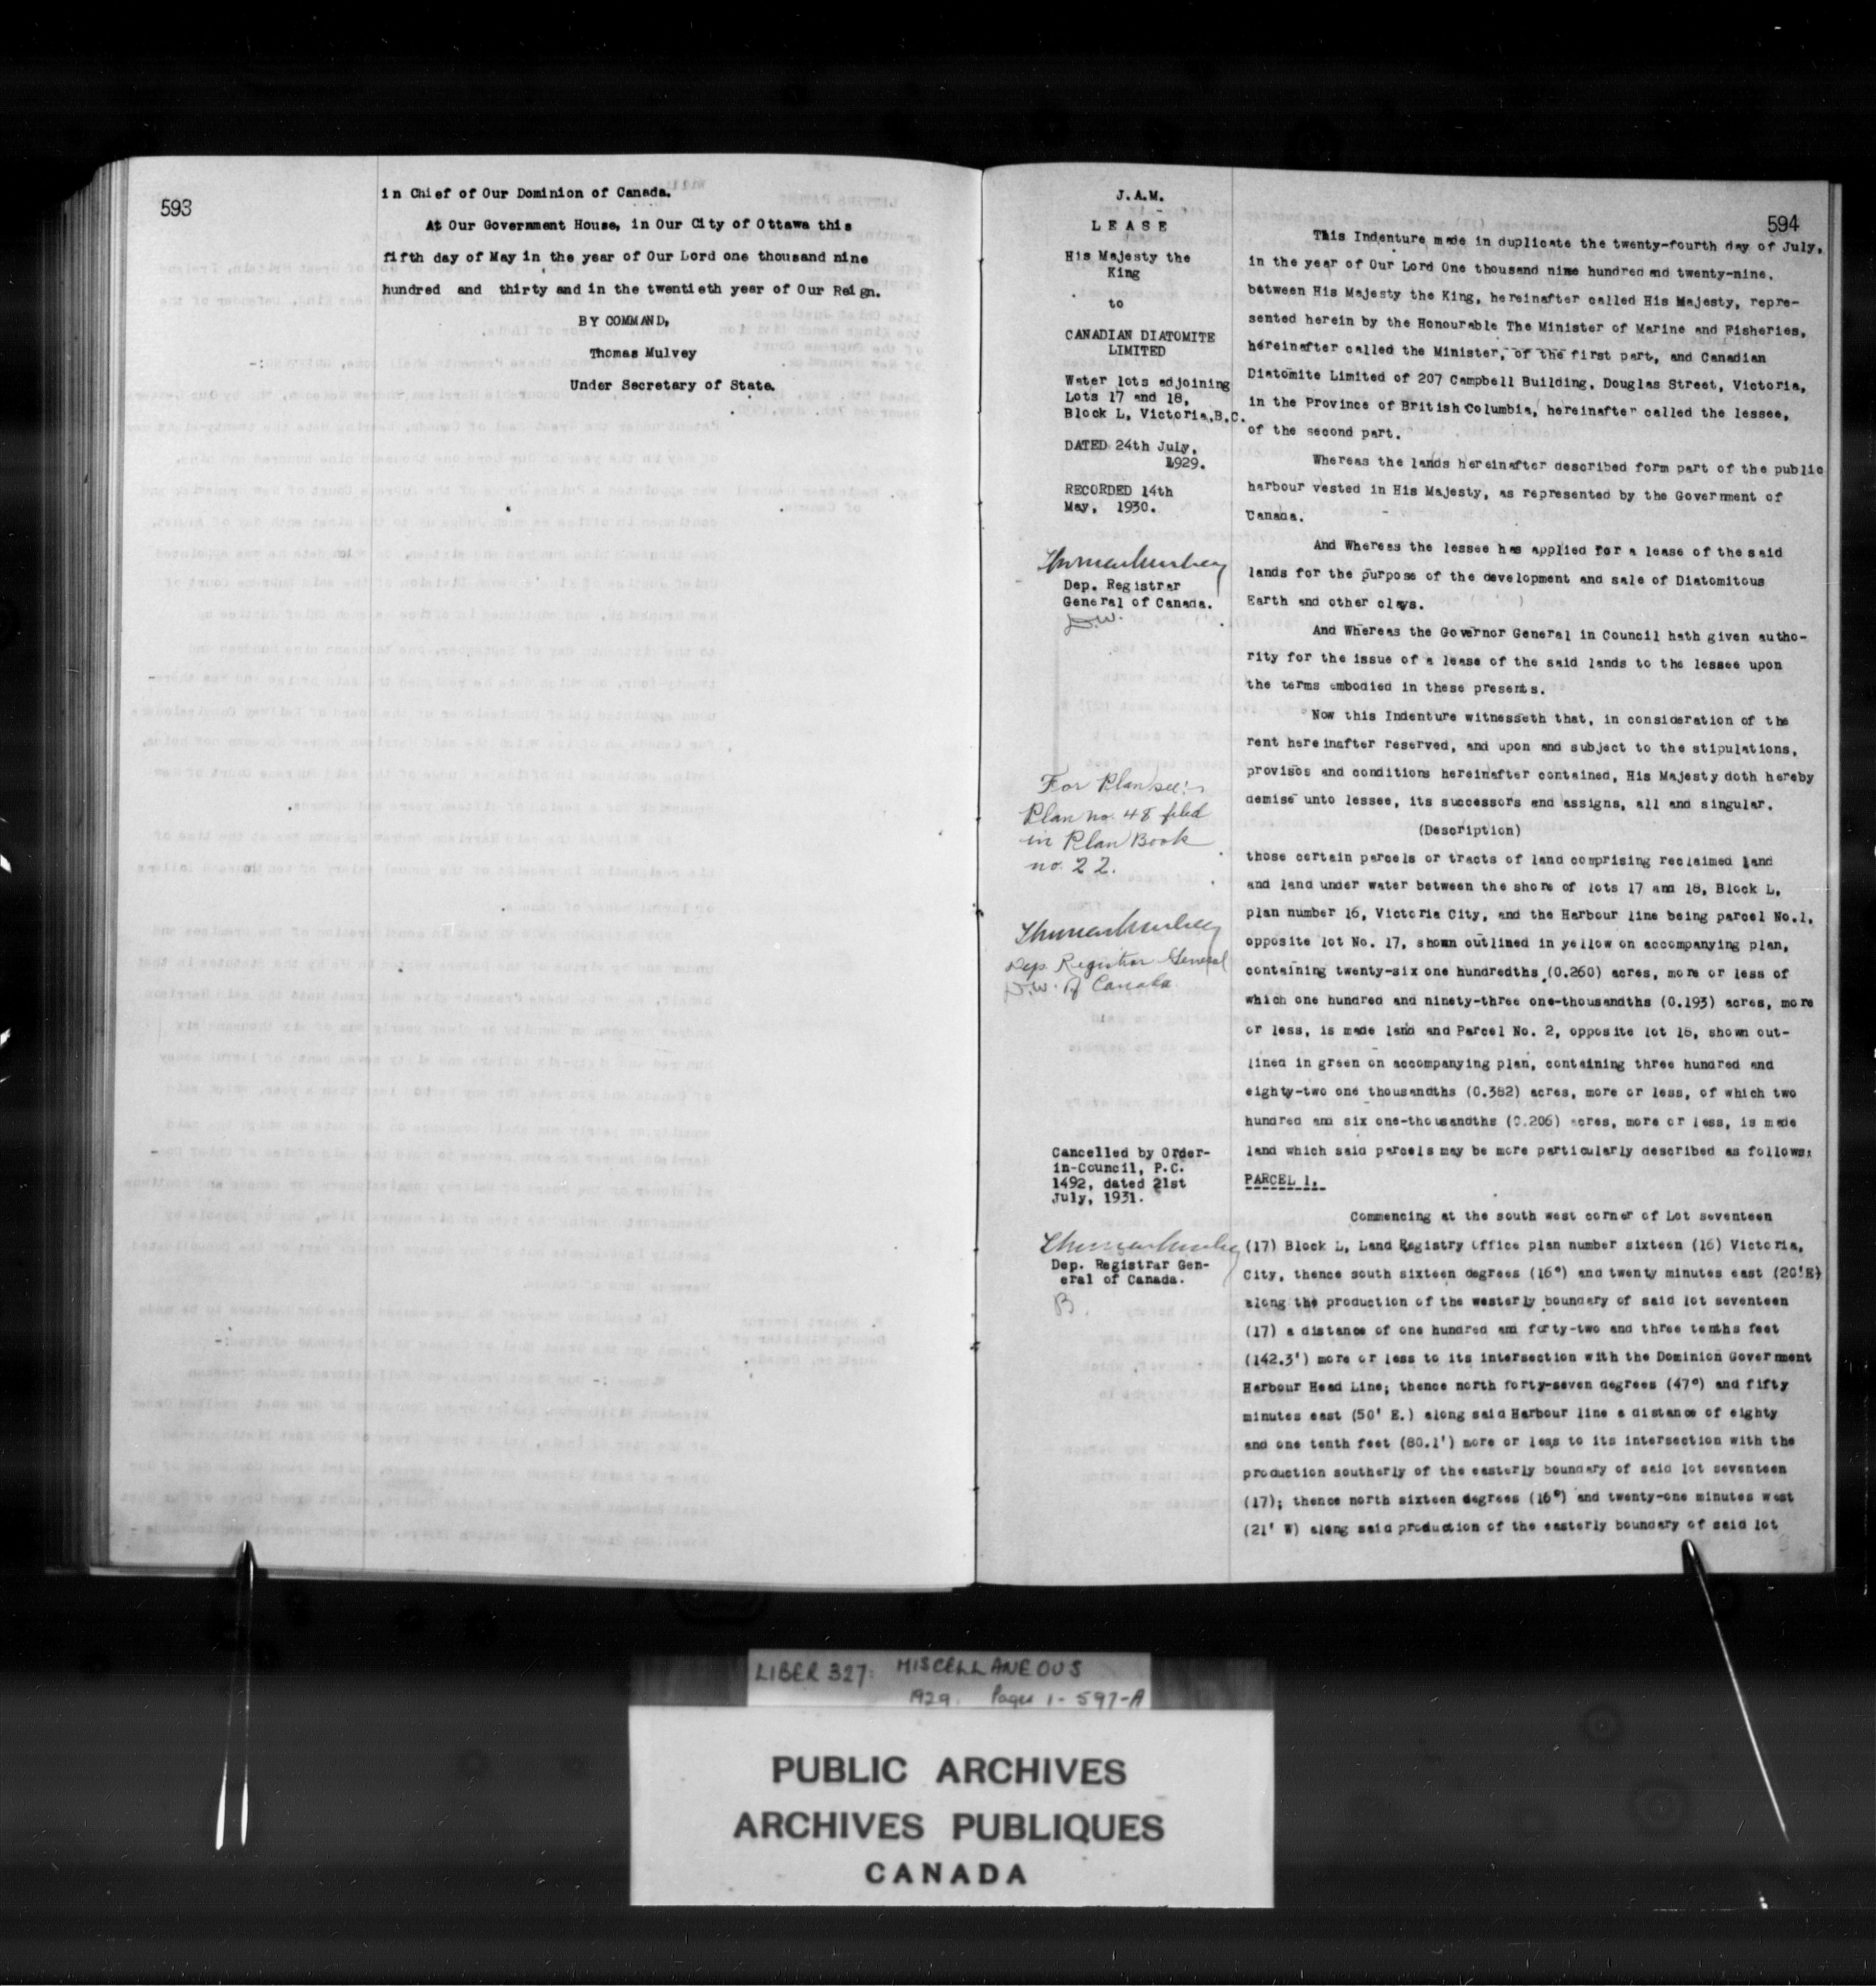 593
in Chief of Our Dominion of Canada.
At Our Government House, in Our City of Ottawa this
fifth day of May in the year of Our Lord one thousand nine
hundred and thirty and in the twentieth year of Our Reign.
BY COMMAND,
Thomas Mulvey
Under Secretary of State.
J.A.M.
LEASE
His Majesty the
King
to
CANADIAN DIATOMITE
LIMITED
Water lots adjoining
Lots 17 and 18,
Block L, Victoria,B.C.
DATED 24th July,
1929.
RECORDED 14th
May, 1930.
Dep. Registrar
General of Canada.
D.W.
For Plan see:-
Plan no. 48 filed
in Plan Book
no. 22.
Dep. Registrar General
D.W. of Canada
Cancelled by Order-
in-Council, P.C.
1492, dated 21st
July, 1931.
Dep. Registrar Gen-
eral of Canada.
B.
594
This Indenture made in duplicate the twenty-fourth day of July,
in the year of Our Lord One thousand nine hundred and twenty-nine.
between His Majesty the King, hereinafter called His Majesty, repre-
sented herein by the Honourable The Minister of Marine and Fisheries,
hereinafter called the Minister, of the first part, and Canadian
Diatomite Limited of 207 Campbell Building, Douglas Street, Victoria,
in the Province of British Columbia, hereinafter called the lessee,
of the second part.
Whereas the lands hereinafter described form part of the public
harbour vested in His Majesty, as represented by the Government of
Canada.
And Whereas the lessee has applied for a lease of the said
lands for the purpose of the development and sale of Diatomitous
Earth and other clays.
And Whereas the Governor General in Council hath given autho-
rity for the issue of a lease of the said lands to the lessee upon
the terms embodied in these presents.
Now this Indenture witnesseth that, in consideration of the
rent hereinafter reserved, and upon and subject to the stipulations,
provisos and conditions hereinafter contained, His Majesty doth hereby
demise unto lessee, its successors and assigns, all and singular.
(Description)
those certain parcels or tracts of land comprising reclaimed land
and land under water between the shore of lots 17 and 18, Block L,
plan number 16, Victoria City, and the Harbour line being parcel No.1,
opposite lot No. 17, shown outlined in yellow on accompanying plan,
containing twenty-six one hundredths (0.260) acres, more or less of
which one hundred and ninety-three one-thousandths (0.193) acres, more
or less, is made land and Parcel No. 2, opposite lot 18, shown out-
lined in green on accompanying plan, containing three hundred and
eighty-two one thousandths (0.382) acres, more or less, of which two
hundred and six one-thousandths (0.206) acres, more or less, is made
land which said parcels may be more particularly described as follows:
PARCEL 1.
Commencing at the south west corner of Lot seventeen
(17) Block L, Land Registry Office plan number sixteen (16) Victoria,
City, thence south sixteen degrees (16°) and twenty minutes east (20'E)
along the production of the westerly boundary of said lot seventeen
(17) a distance of one hundred and forty-two and three tenths feet
(142.3') more or less to its intersection with the Dominion Government
Harbour Head Line; thence north forty-seven degrees (47°) and fifty
minutes east (50' E.) along said Harbour line a distance of eighty
and one tenth feet (80.1') more or less to its intersection with the
production southerly of the easterly boundary of said lot seventeen
(17); thence north sixteen degrees (16°) and twenty-one minutes west
(21' W) along said production of the easterly boundary of said lot
LIBER 327: MISCELLANEOUS
1929. Pages 1-597-A
PUBLIC ARCHIVES
ARCHIVES PUBLIQUES
CANADA